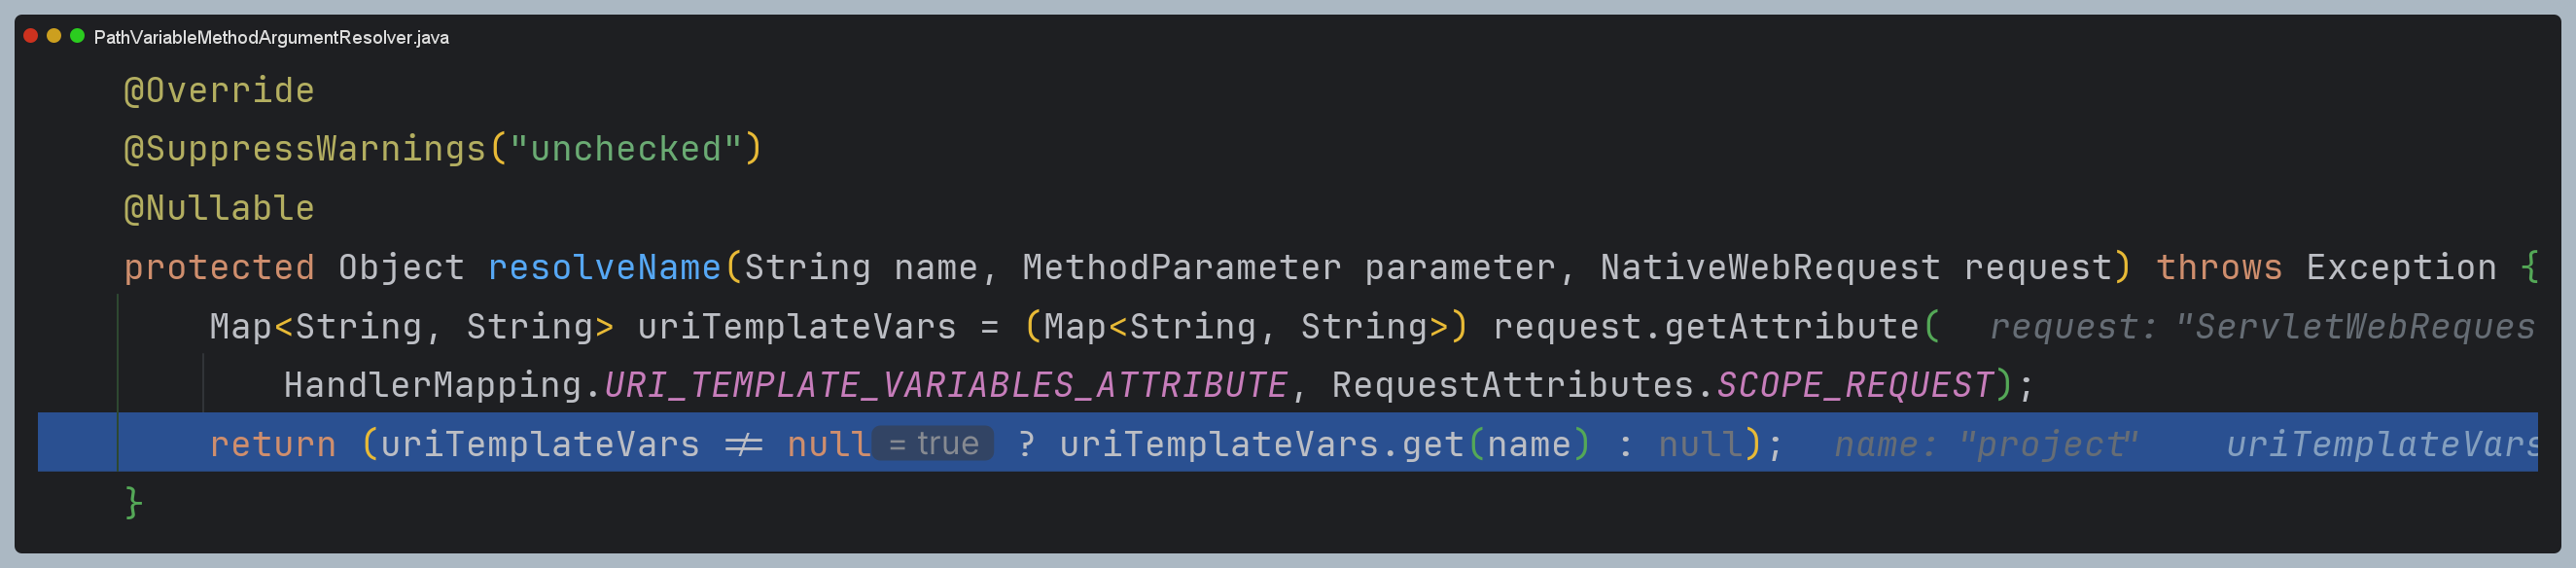 PathVariableMethodArgumentResolver.java
@Override
@SuppressWarnings("unchecked")
@Nullable
protected Object resolveName(String name, MethodParameter parameter, NativeWebRequest request) throws Exception {
Map<String, String> uriTemplateVars = (Map<String, String>) request.getAttribute( request: "ServletWebReques
HandlerMapping.URI_TEMPLATE_VARIABLES_ATTRIBUTE, RequestAttributes.SCOPE_REQUEST);
return (uriTemplateVars != null = true ? uriTemplateVars.get(name) : null); name: "project" uriTemplateVars
}